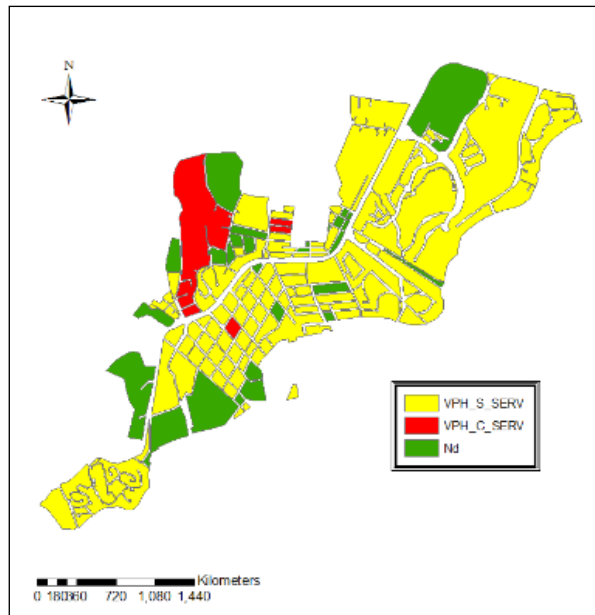 N
VPH_S_SERV
VPH_C_SERV
Nd
Kilometers
0 180360 720 1,080 1,440